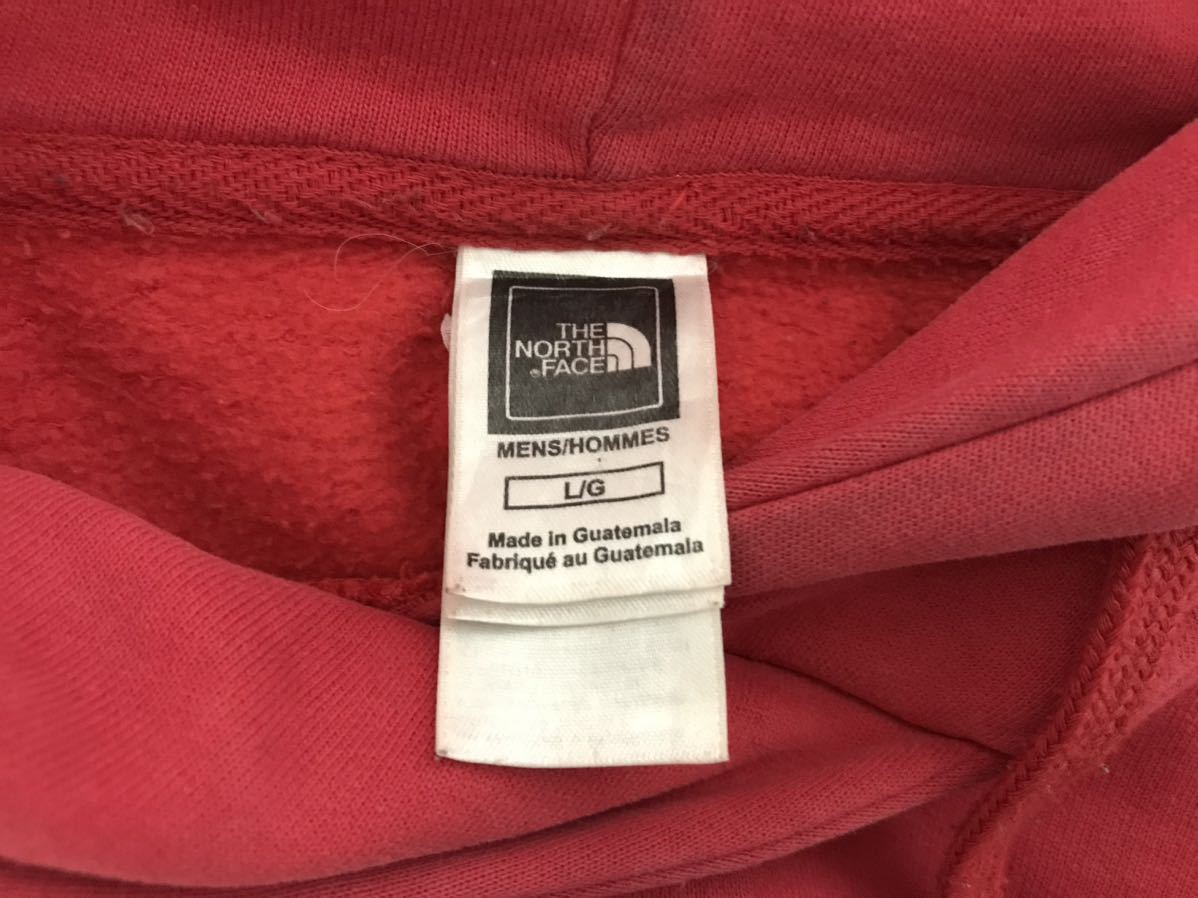 THE
NORTH
FACE
MENS/HOMMES
L/G
Made in Guatemala
Fabriqué au Guatemala